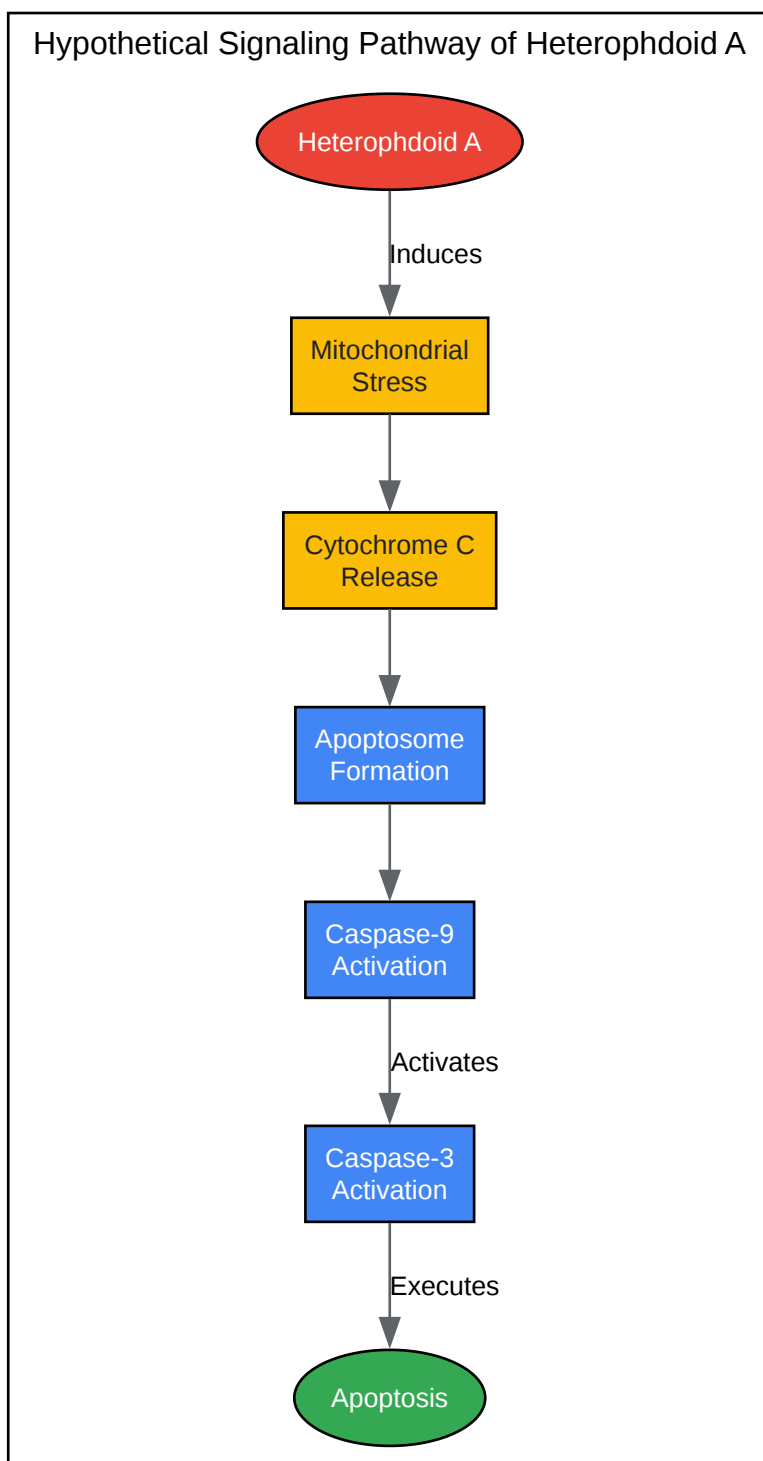 Hypothetical Signaling Pathway of Heterophdoid A
Heterophdoid A
Induces
Mitochondrial
Stress
Cytochrome C
Release
Apoptosome
Formation
Caspase-9
Activation
Activates
Caspase-3
Activation
Executes
Apoptosis